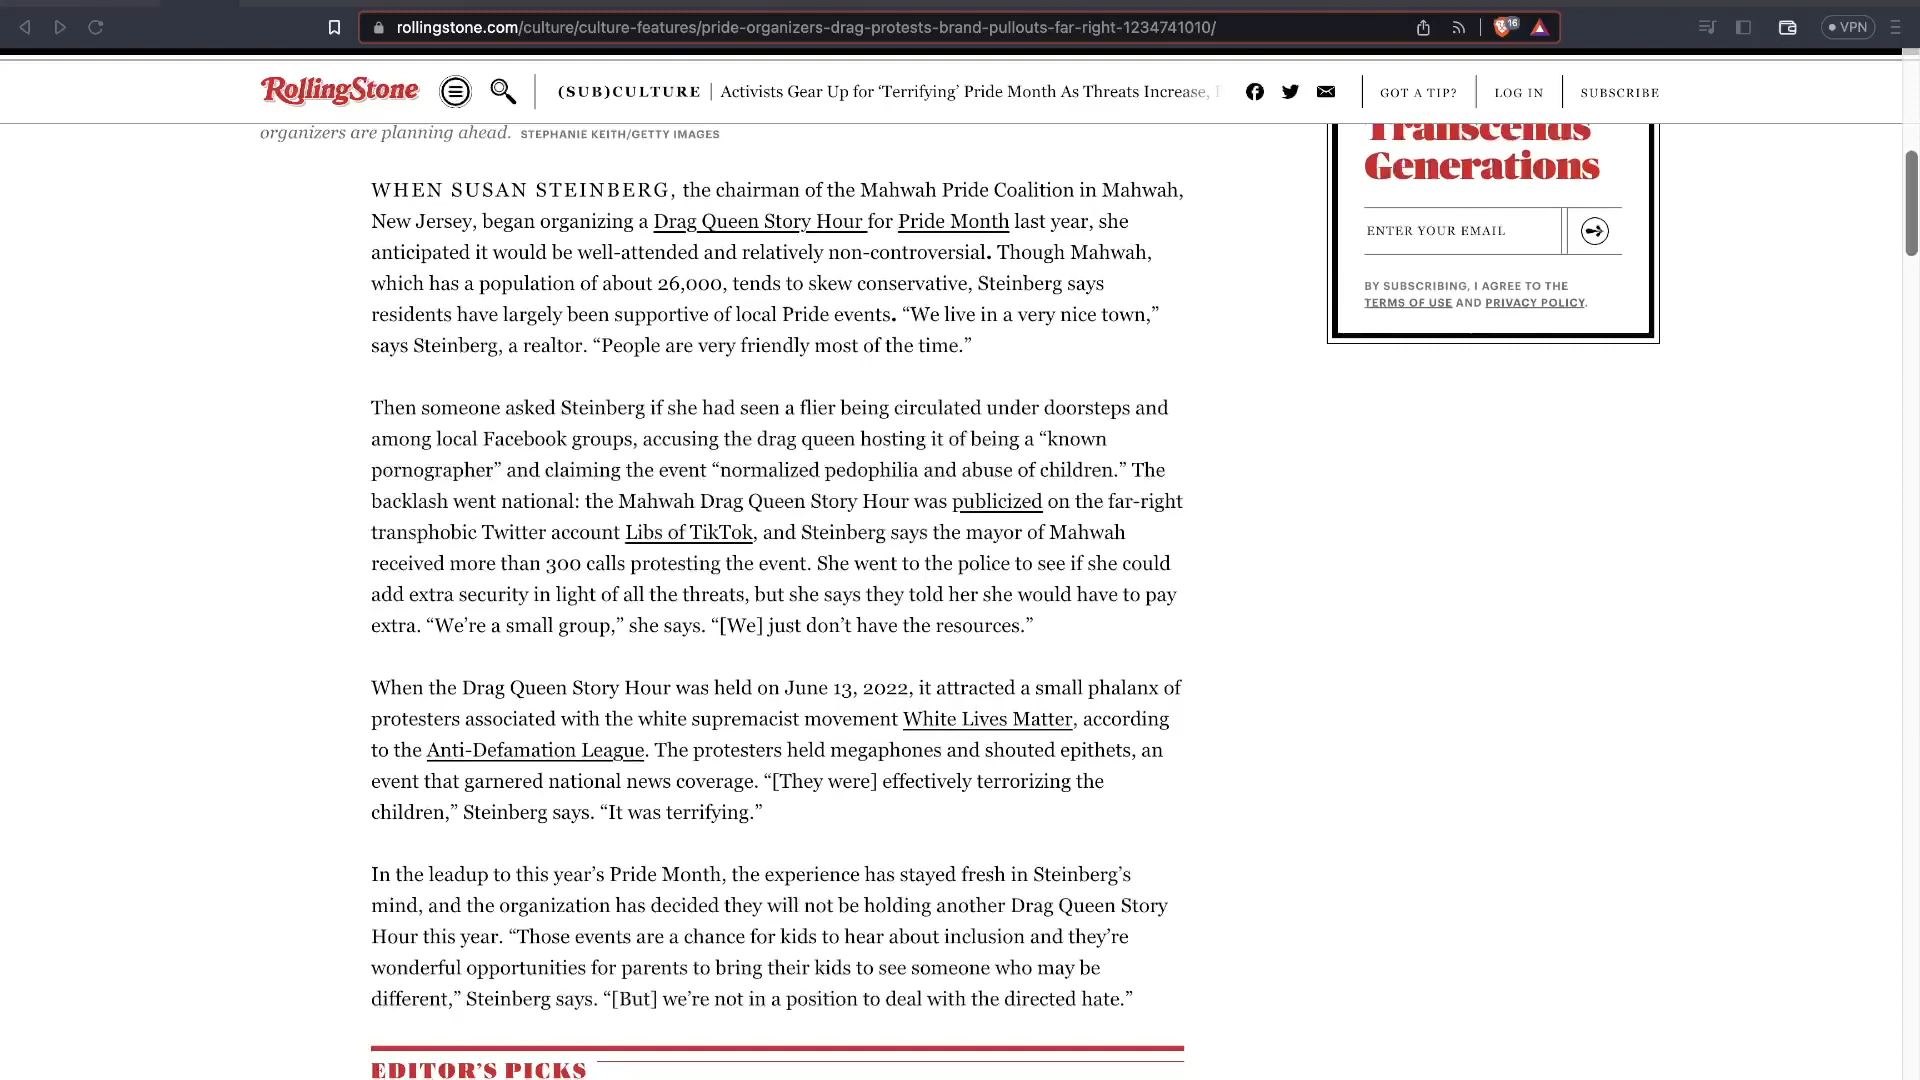 rollingstone.com/culture/culture-features/pride-organizers-drag-protests-brand-pullouts-far-right-1234741010/
16
VPN
RollingStone
(SUB)CULTURE
Activists Gear Up for ‘Terrifying’ Pride Month As Threats Increase,
GOT A TIP?
LOG IN
SUBSCRIBE
organizers are planning ahead. STEPHANIE KEITH/GETTY IMAGES
WHEN SUSAN STEINBERG, the chairman of the Mahwah Pride Coalition in Mahwah,
New Jersey, began organizing a Drag Queen Story Hour for Pride Month last year, she
anticipated it would be well-attended and relatively non-controversial. Though Mahwah,
which has a population of about 26,000, tends to skew conservative, Steinberg says
residents have largely been supportive of local Pride events. “We live in a very nice town,”
says Steinberg, a realtor. “People are very friendly most of the time.”
Then someone asked Steinberg if she had seen a flier being circulated under doorsteps and
among local Facebook groups, accusing the drag queen hosting it of being a “known
pornographer” and claiming the event “normalized pedophilia and abuse of children.” The
backlash went national: the Mahwah Drag Queen Story Hour was publicized on the far-right
transphobic Twitter account Libs of TikTok, and Steinberg says the mayor of Mahwah
received more than 300 calls protesting the event. She went to the police to see if she could
add extra security in light of all the threats, but she says they told her she would have to pay
extra. “We’re a small group,” she says. “[We] just don’t have the resources.”
When the Drag Queen Story Hour was held on June 13, 2022, it attracted a small phalanx of
protesters associated with the white supremacist movement White Lives Matter, according
to the Anti-Defamation League. The protesters held megaphones and shouted epithets, an
event that garnered national news coverage. “[They were] effectively terrorizing the
children,” Steinberg says. “It was terrifying.”
In the leadup to this year’s Pride Month, the experience has stayed fresh in Steinberg’s
mind, and the organization has decided they will not be holding another Drag Queen Story
Hour this year. “Those events are a chance for kids to hear about inclusion and they’re
wonderful opportunities for parents to bring their kids to see someone who may be
different,” Steinberg says. “[But] we’re not in a position to deal with the directed hate.”
EDITOR’S PICKS
Transcends
Generations
ENTER YOUR EMAIL
BY SUBSCRIBING, I AGREE TO THE
TERMS OF USE AND PRIVACY POLICY.